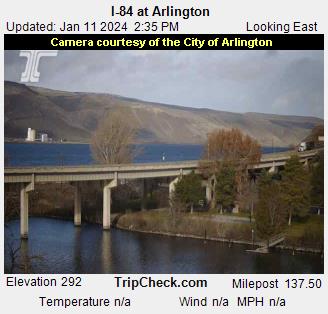 I-84 at Arlington
Updated: Jan 11 2024 2:35 PM Looking East
Camera courtesy of the City of Arlington
Elevation 292 TripCheck.com Milepost 137.50
Temperature n/a Wind n/a MPH n/a